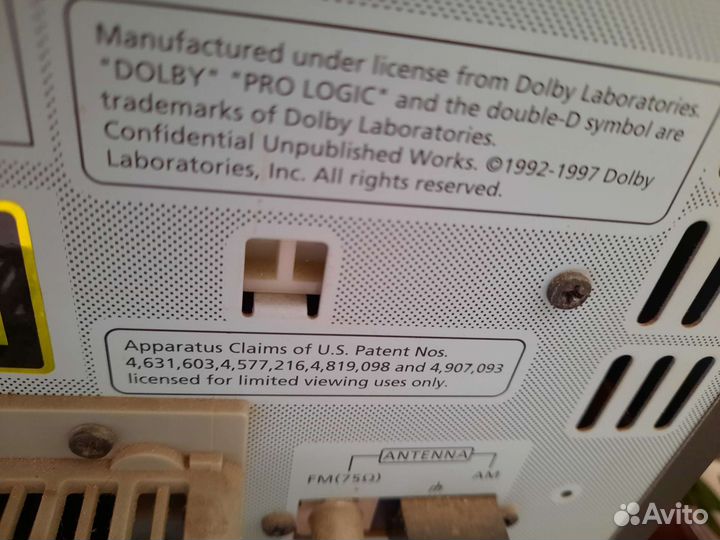 Manufactured under license from Dolby Laboratories.
"DOLBY" "PRO LOGIC" and the double-D symbol are
trademarks of Dolby Laboratories.
Confidential Unpublished Works. ©1992-1997 Dolby
Laboratories, Inc. All rights reserved.
Apparatus Claims of U.S. Patent Nos.
4,631,603,4,577,216,4,819,098 and 4,907,093
licensed for limited viewing uses only.
ANTENNA
FM(75Ω) AM
Avito